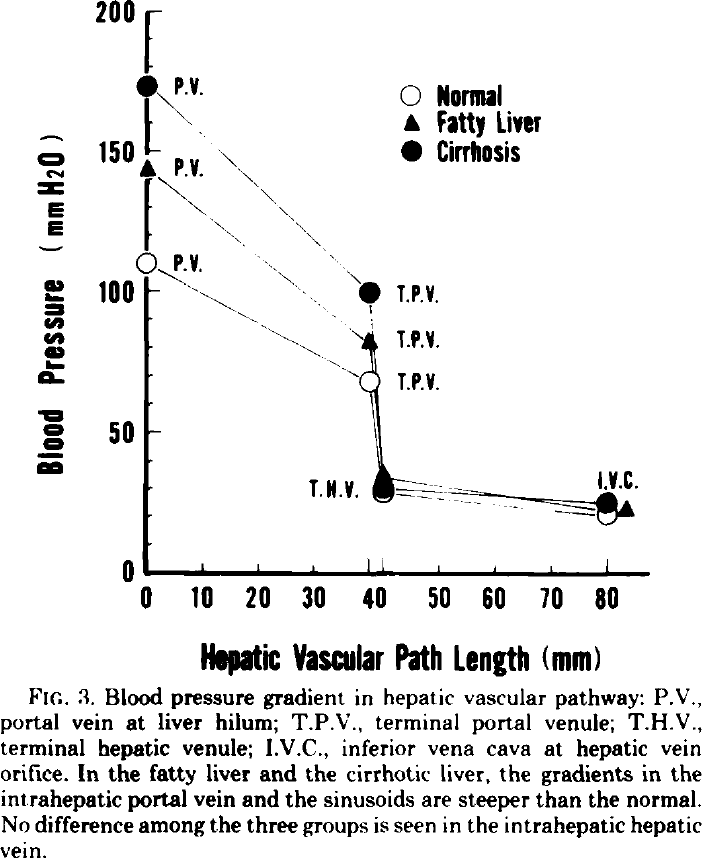 200
P.V.
Normal
Fatty Liver
Cirrhosis
150
P.V.
Blood Pressure (mmH2O)
P.V.
100
T.P.V.
T.P.V.
T.P.V.
50
T.H.V.
I.V.C.
0
0 10 20 30 40 50 60 70 80
Hepatic Vascular Path Length (mm)
FIG. 3. Blood pressure gradient in hepatic vascular pathway: P.V.,
portal vein at liver hilum; T.P.V., terminal portal venule; T.H.V.,
terminal hepatic venule; I.V.C., inferior vena cava at hepatic vein
orifice. In the fatty liver and the cirrhotic liver, the gradients in the
intrahepatic portal vein and the sinusoids are steeper than the normal.
No difference among the three groups is seen in the intrahepatic hepatic
vein.